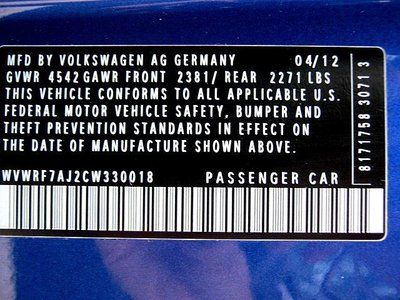 MFD BY VOLKSWAGEN AG GERMANY 04/12
GVWR 4542 GAWR FRONT 2381/ REAR 2271 LBS
THIS VEHICLE CONFORMS TO ALL APPLICABLE U.S.
FEDERAL MOTOR VEHICLE SAFETY, BUMPER AND
THEFT PREVENTION STANDARDS IN EFFECT ON
THE DATE OF MANUFACTURE SHOWN ABOVE.
WVWRF7AJ2CW330018 PASSENGER CAR
8171758 3071 3